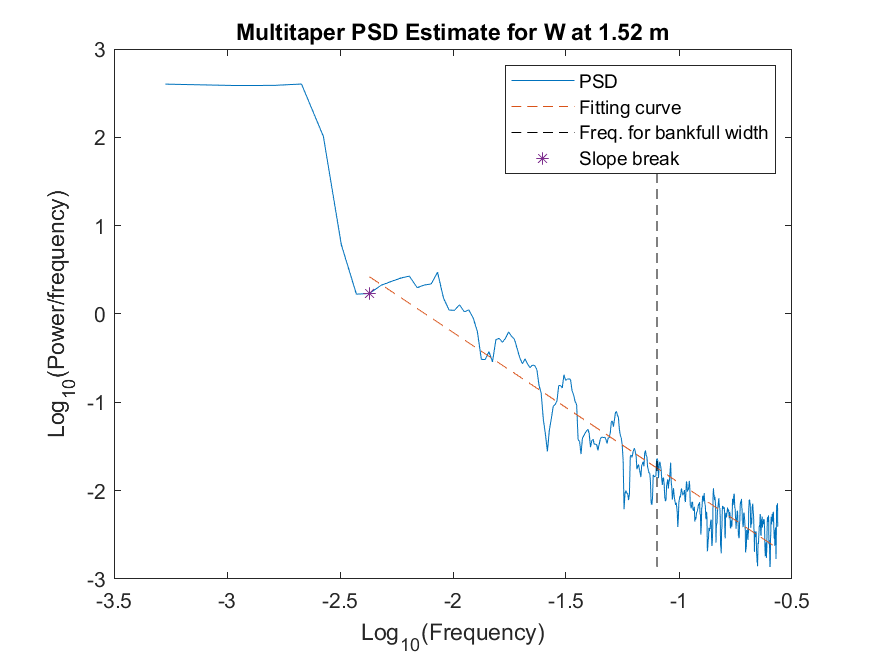 Multitaper PSD Estimate for W at 1.52 m
PSD
Fitting curve
Freq. for bankfull width
Slope break
Log10(Power/frequency)
3
2
1
0
-1
-2
-3
-3.5 -3 -2.5 -2 -1.5 -1 -0.5
Log10(Frequency)